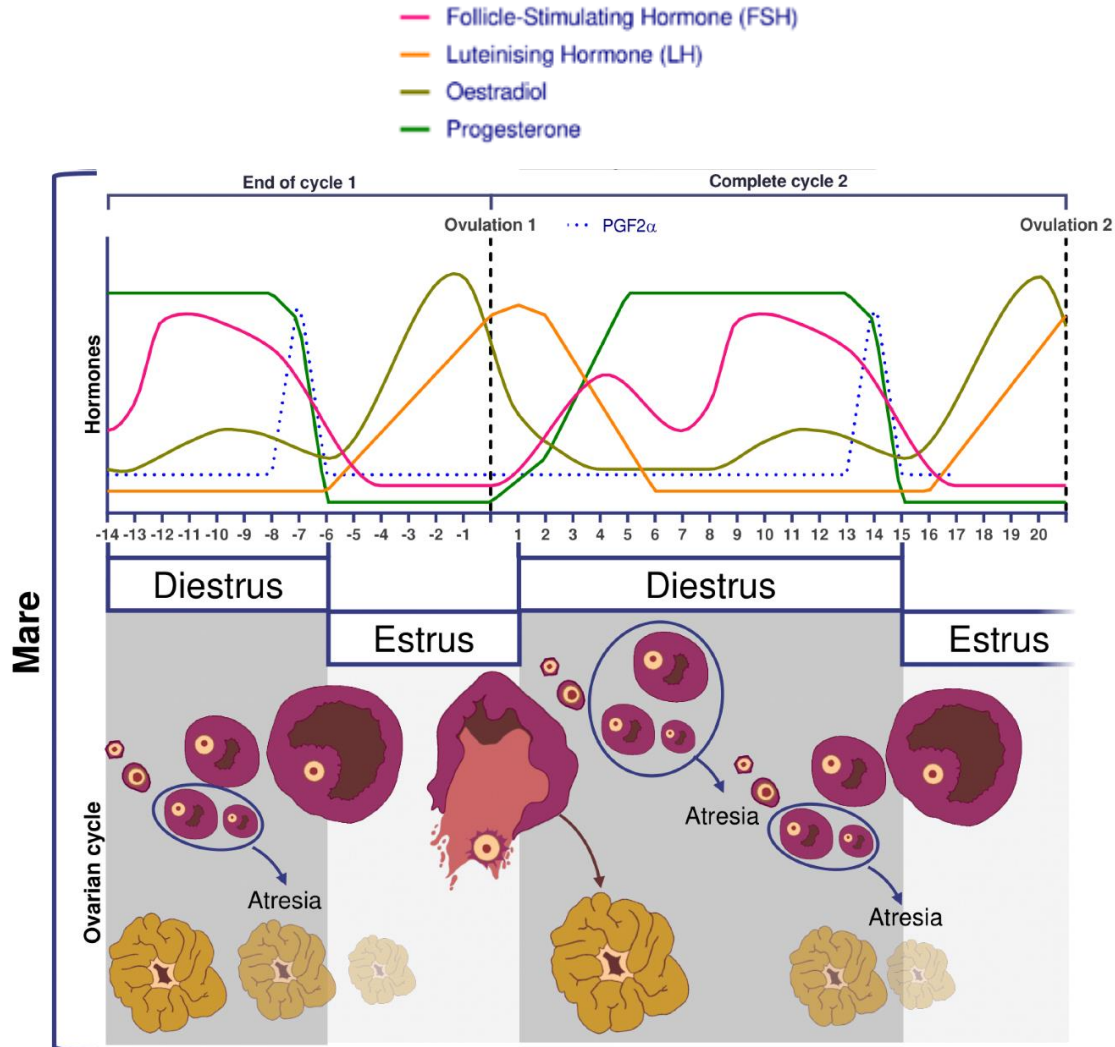 Follicle-Stimulating Hormone (FSH)
Luteinising Hormone (LH)
Oestradiol
Progesterone
End of cycle 1
Complete cycle 2
Ovulation 1
PGF2α
Ovulation 2
Hormones
-14 -13 -12 -11 -10 -9 -8 -7 -6 -5 -4 -3 -2 -1 1 2 3 4 5 6 7 8 9 10 11 12 13 14 15 16 17 18 19 20
Mare
Diestrus
Diestrus
Estrus
Estrus
Ovarian cycle
Atresia
Atresia
Atresia